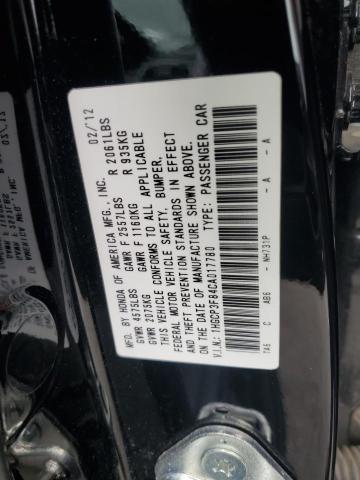 MFD. BY HONDA OF AMERICA MFG., INC. 02/'12
GVWR 4575LBS GAWR F 2557LBS R 2061LBS
GVWR 2075KG GAWR F 1160KG R 935KG
THIS VEHICLE CONFORMS TO ALL APPLICABLE
FEDERAL MOTOR VEHICLE SAFETY, BUMPER,
AND THEFT PREVENTION STANDARDS IN EFFECT
ON THE DATE OF MANUFACTURE SHOWN ABOVE.
V.I.N.: 1HGCP2F84CA017780 TYPE: PASSENGER CAR
TA5 C AB6 - NH731P - A - A